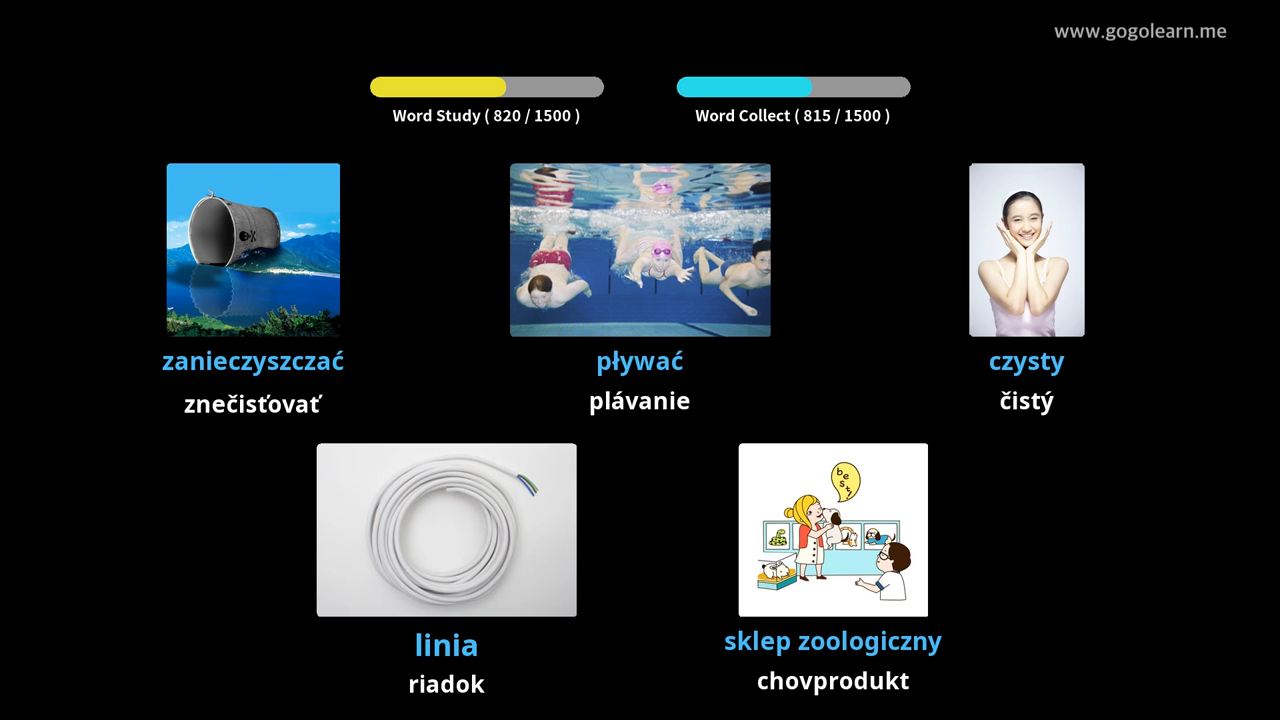 www.gogolearn.me
Word Study ( 820 / 1500 )
Word Collect ( 815 / 1500 )
zanieczyszczać
znečisťovať
pływać
plávanie
czysty
čistý
best!
linia
riadok
sklep zoologiczny
chovprodukt